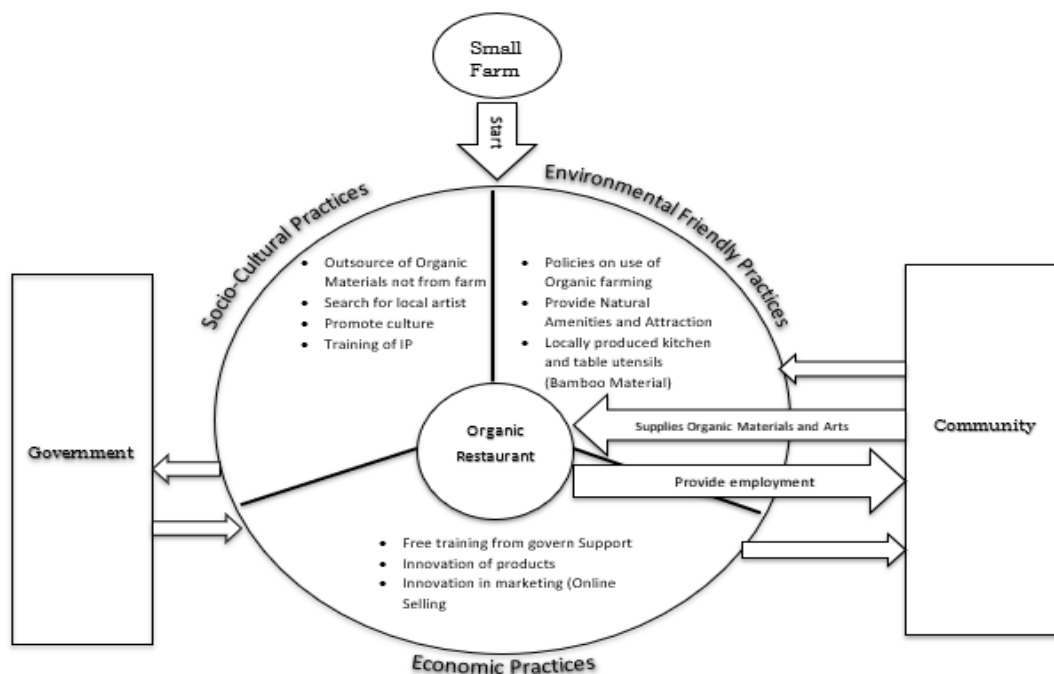 Small
Farm
Start
Socio-Cultural Practices
Environmental Friendly Practices
• Outsource of Organic
Materials not from farm
• Search for local artist
• Promote culture
• Training of IP
• Policies on use of
Organic farming
• Provide Natural
Amenities and Attraction
• Locally produced kitchen
and table utensils
(Bamboo Material)
Government
Organic
Restaurant
Supplies Organic Materials and Arts
Community
Provide employment
• Free training from govern Support
• Innovation of products
• Innovation in marketing (Online
Selling
Economic Practices